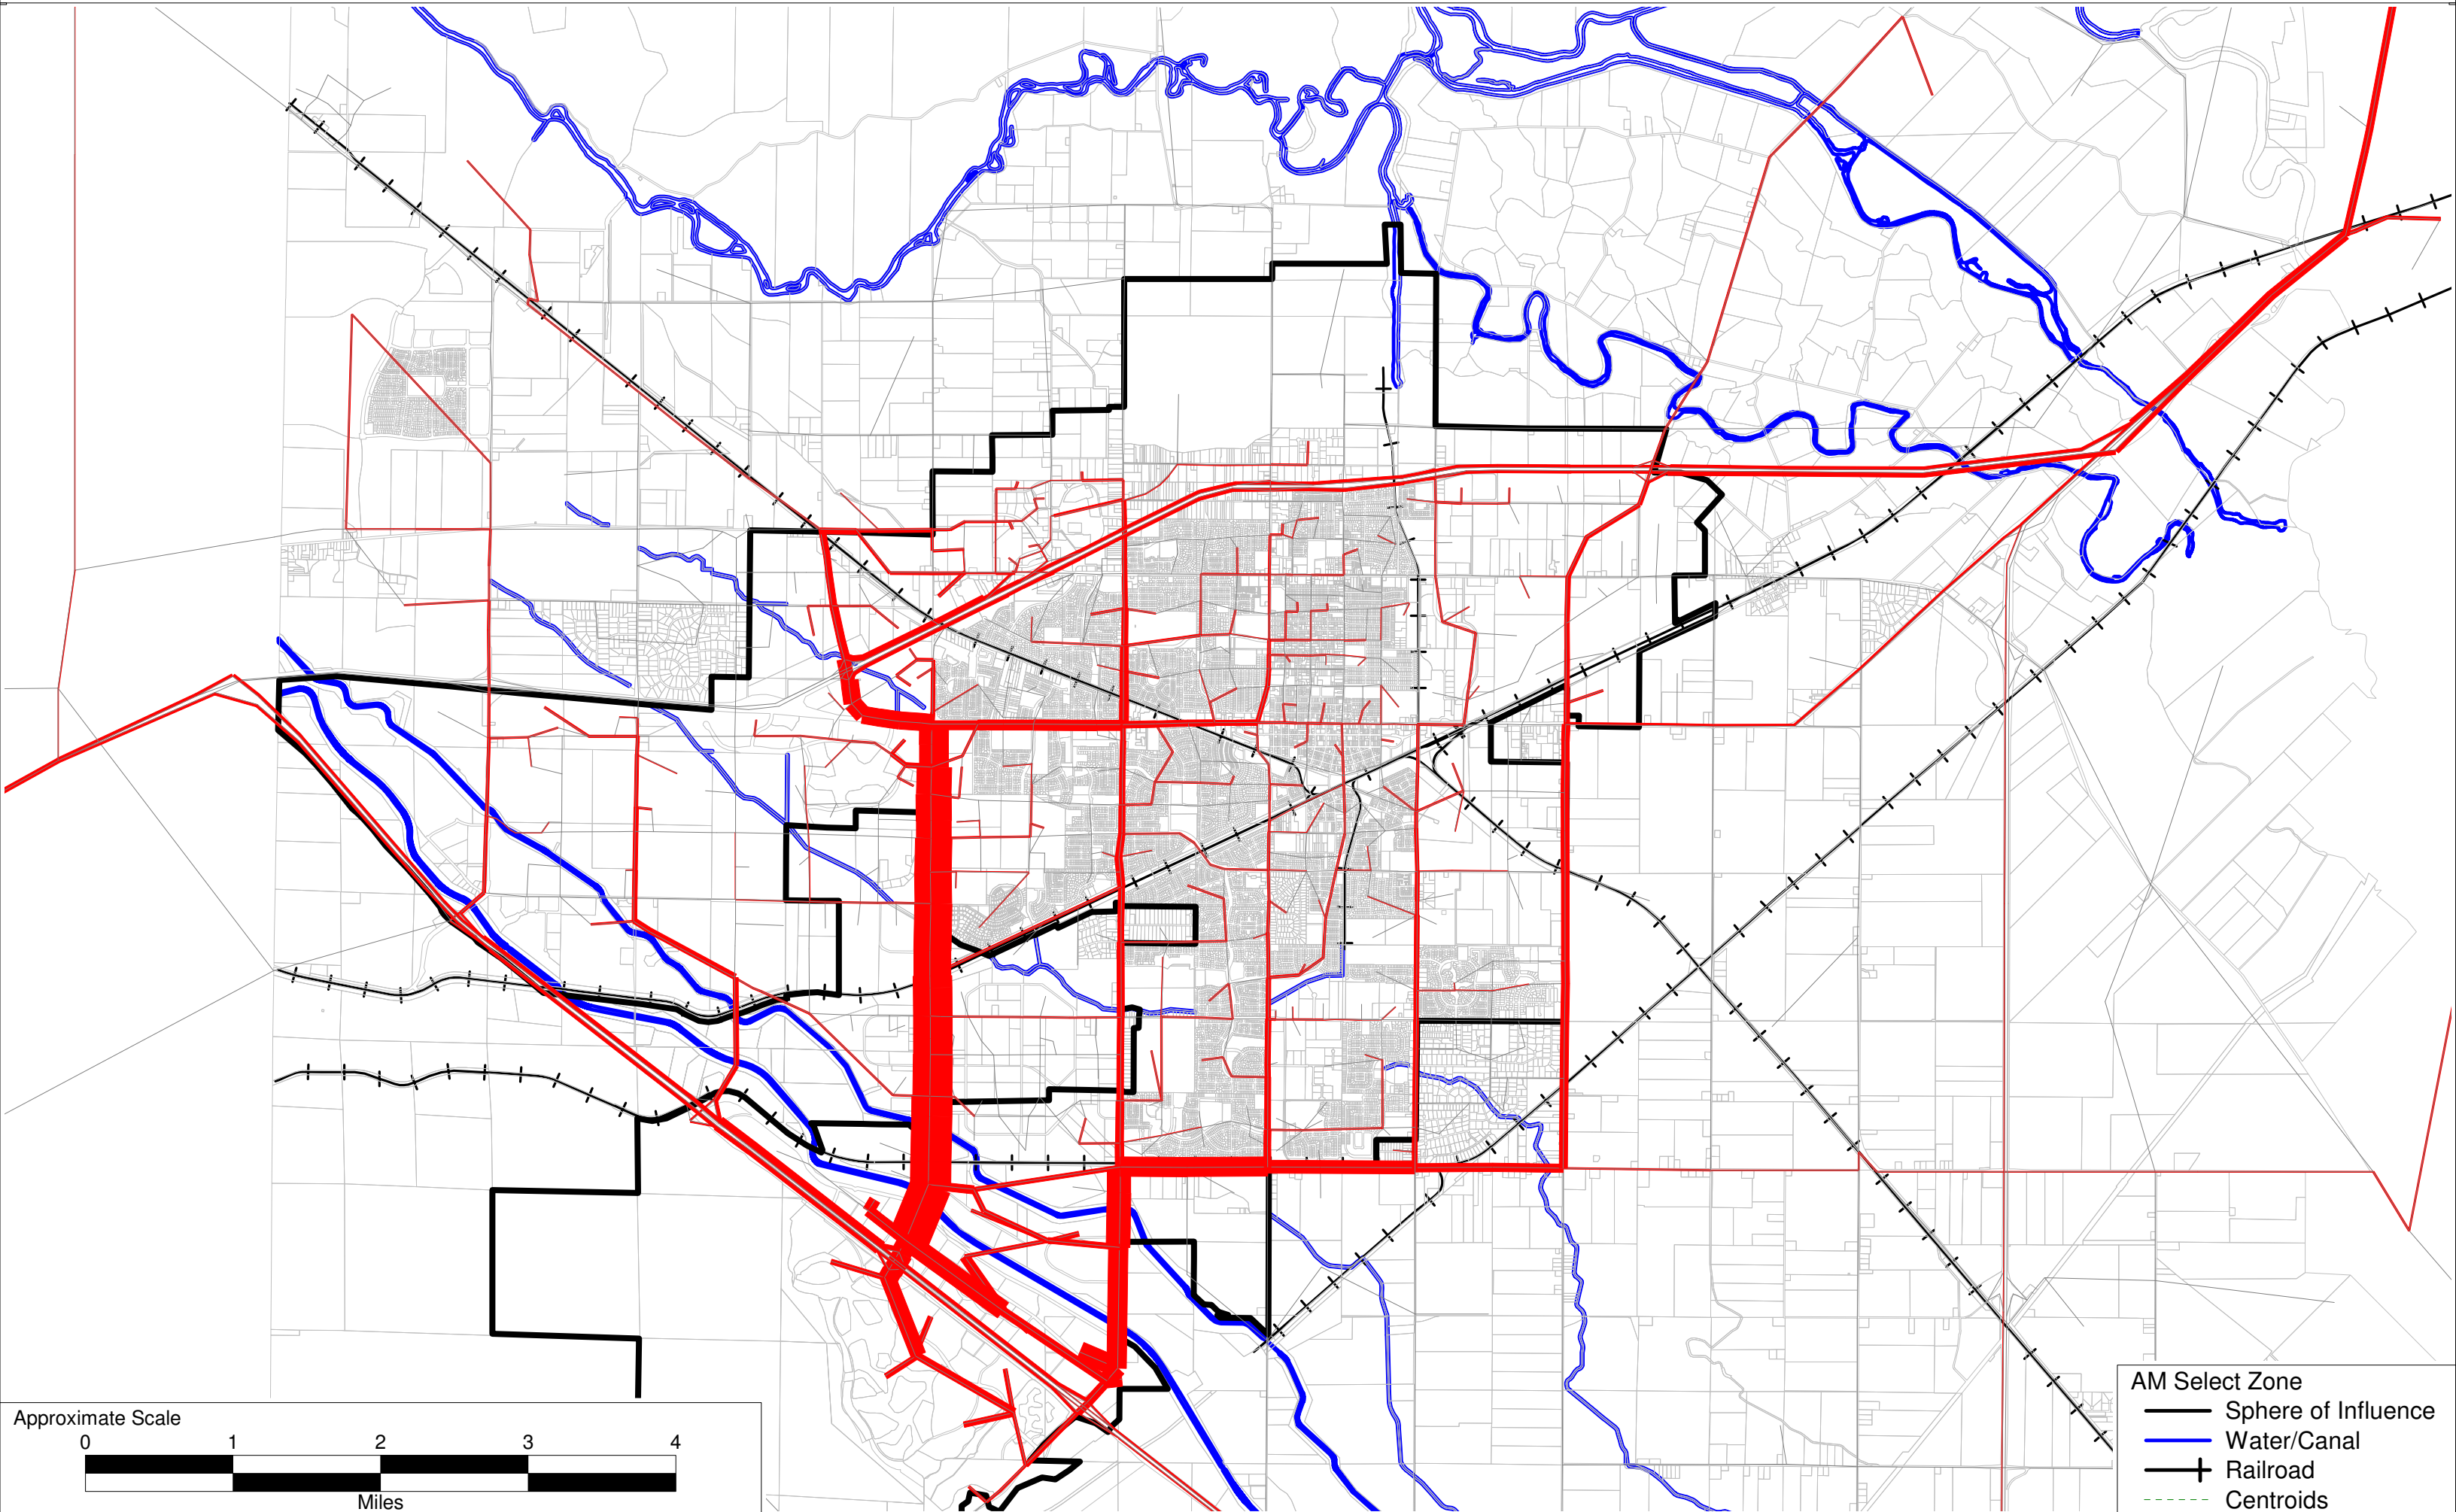 Approximate Scale
0 1 2 3 4
Miles
AM Select Zone
Sphere of Influence
Water/Canal
Railroad
Centroids